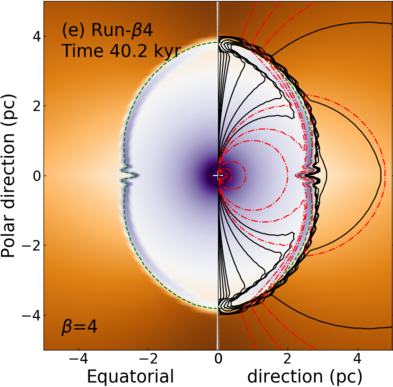 (e) Run-β4
Time 40.2 kyr
4
2
0
−2
−4
Polar direction (pc)
β=4
−4
−2
0
2
4
Equatorial direction (pc)